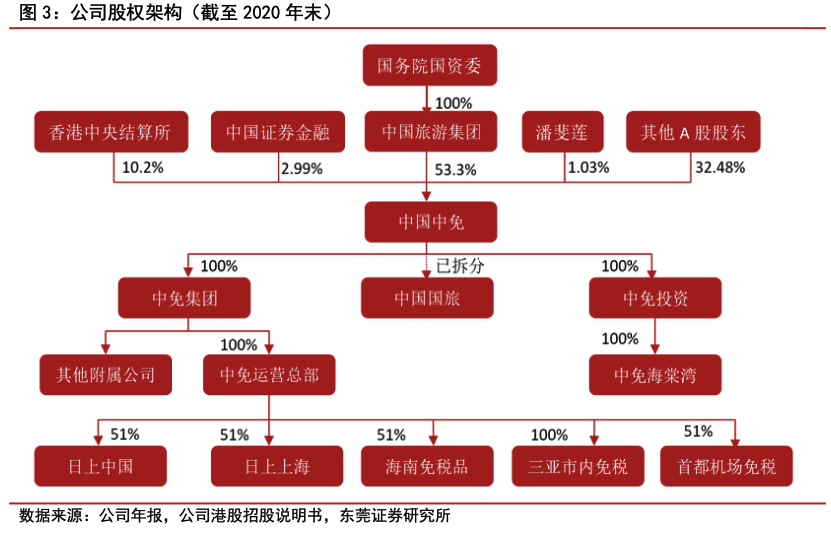 图 3：公司股权架构（截至 2020 年末）
国务院国资委
100%
香港中央结算所
中国证券金融
中国旅游集团
潘斐莲
其他 A 股股东
10.2%
2.99%
53.3%
1.03%
32.48%
中国中免
100%
已拆分
100%
中免集团
中国国旅
中免投资
100%
100%
其他附属公司
中免运营总部
中免海棠湾
51%
51%
51%
100%
51%
日上中国
日上上海
海南免税品
三亚市内免税
首都机场免税
数据来源：公司年报，公司港股招股说明书，东莞证券研究所